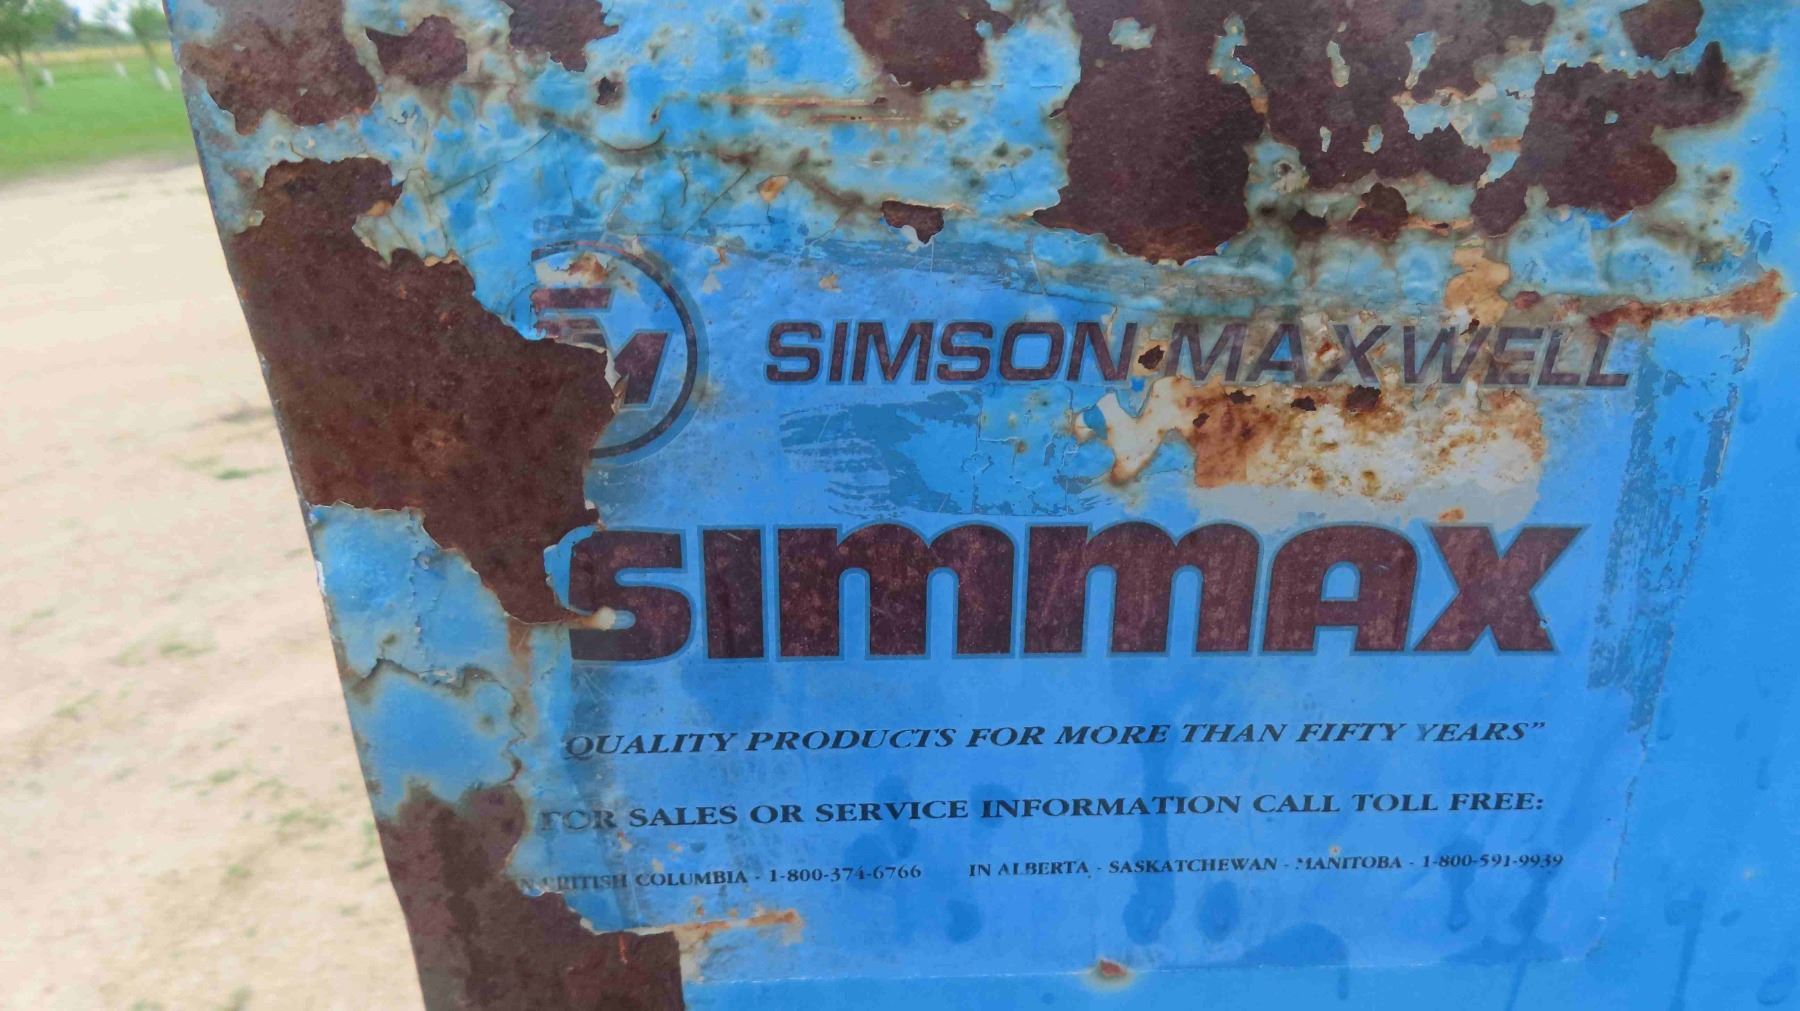 SM
SIMSON MAXWELL
SIMMAX
QUALITY PRODUCTS FOR MORE THAN FIFTY YEARS”
FOR SALES OR SERVICE INFORMATION CALL TOLL FREE:
N BRITISH COLUMBIA - 1-800-374-6766 IN ALBERTA - SASKATCHEWAN - MANITOBA - 1-800-591-9939